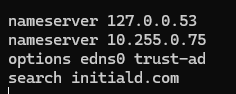 nameserver 127.0.0.53
nameserver 10.255.0.75
options edns0 trust-ad
search initiald.com